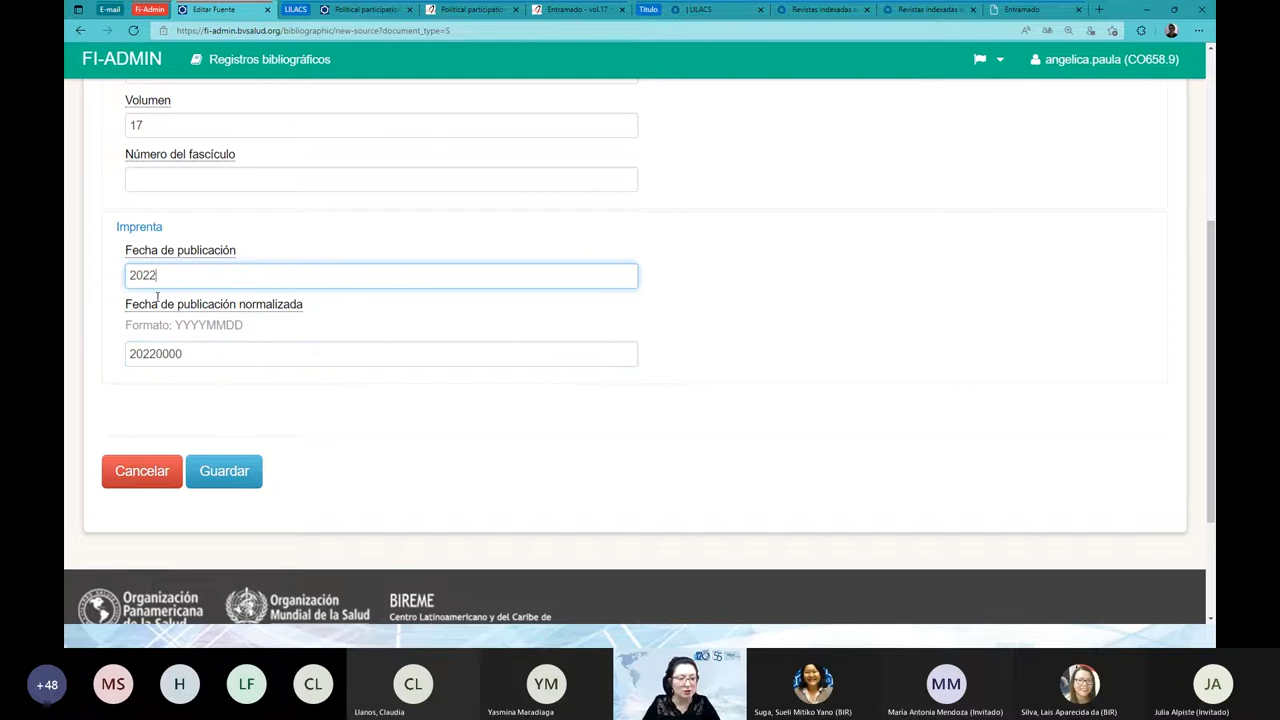 E-mail
Fi-Admin
Editar Fuente
LILACS
Political participation
Political participatio
Entramado - vol.17
Título
| LILACS
Revistas indexadas e
Revistas indexadas e
Entramado
https://fi-admin.bvsalud.org/bibliographic/new-source?document_type=S
FI-ADMIN
Registros bibliográficos
angelica.paula (CO658.9)
Volumen
17
Número del fascículo
Imprenta
Fecha de publicación
2022
Fecha de publicación normalizada
Formato: YYYYMMDD
20220000
Cancelar
Guardar
Organización
Panamericana
de la Salud
Organización
Mundial de la Salud
BIREME
Centro Latinoamericano y del Caribe de
+48
MS
H
LF
CL
CL
Llanos, Claudia
YM
Yasmina Maradiaga
Suga, Sueli Mitiko Yano (BIR)
MM
María Antonia Mendoza (Invitado)
Silva, Lais Aparecida da (BIR)
JA
Julia Alpiste (Invitado)